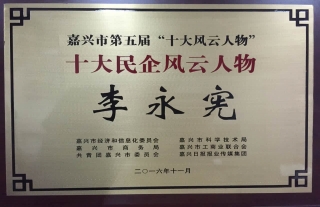 嘉兴市第五届“十大风云人物”
十大民企风云人物
李永宪
嘉兴市经济和信息化委员会 嘉兴市科学技术局
嘉兴市商务局 嘉兴市工商业联合会
共青团嘉兴市委员会 嘉兴日报报业传媒集团
二〇一六年十一月